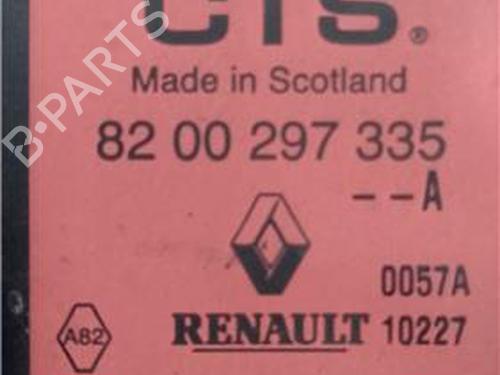 CTS.®
Made in Scotland
82 00 297 335
--A
0057A
RENAULT 10227
A82
B-PARTS